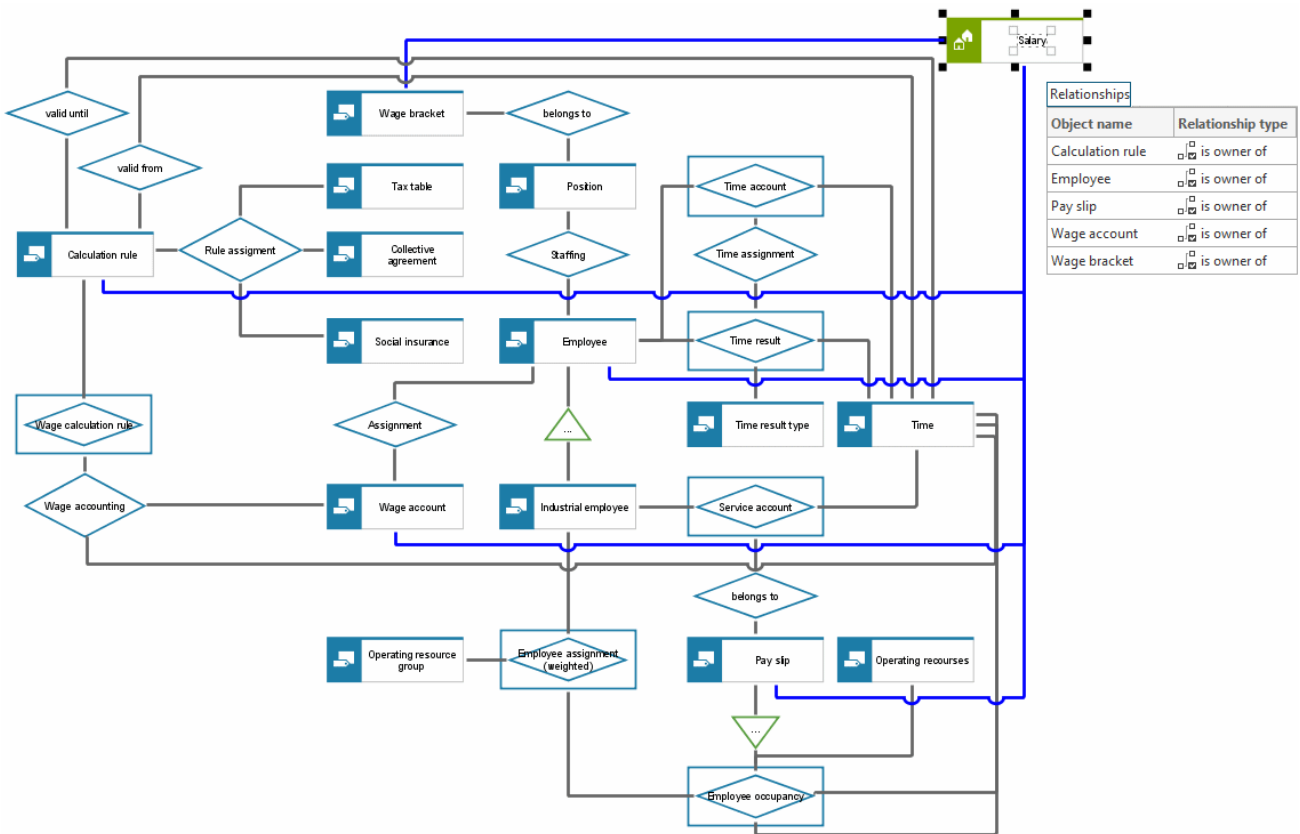 Salary
valid until
Wage bracket
belongs to
Relationships
Object name Relationship type
Calculation rule is owner of
Employee is owner of
Pay slip is owner of
Wage account is owner of
Wage bracket is owner of
valid from
Tax table
Position
Time account
Calculation rule
Rule assigment
Collective
agreement
Staffing
Time assignment
Social insurance
Employee
Time result
Wage calculation rule
Assignment
...
Time result type
Time
Wage accounting
Wage account
Industrial employee
Service account
belongs to
Operating resource
group
Employee assignment
(weighted)
Pay slip
Operating recourses
...
Employee occupancy